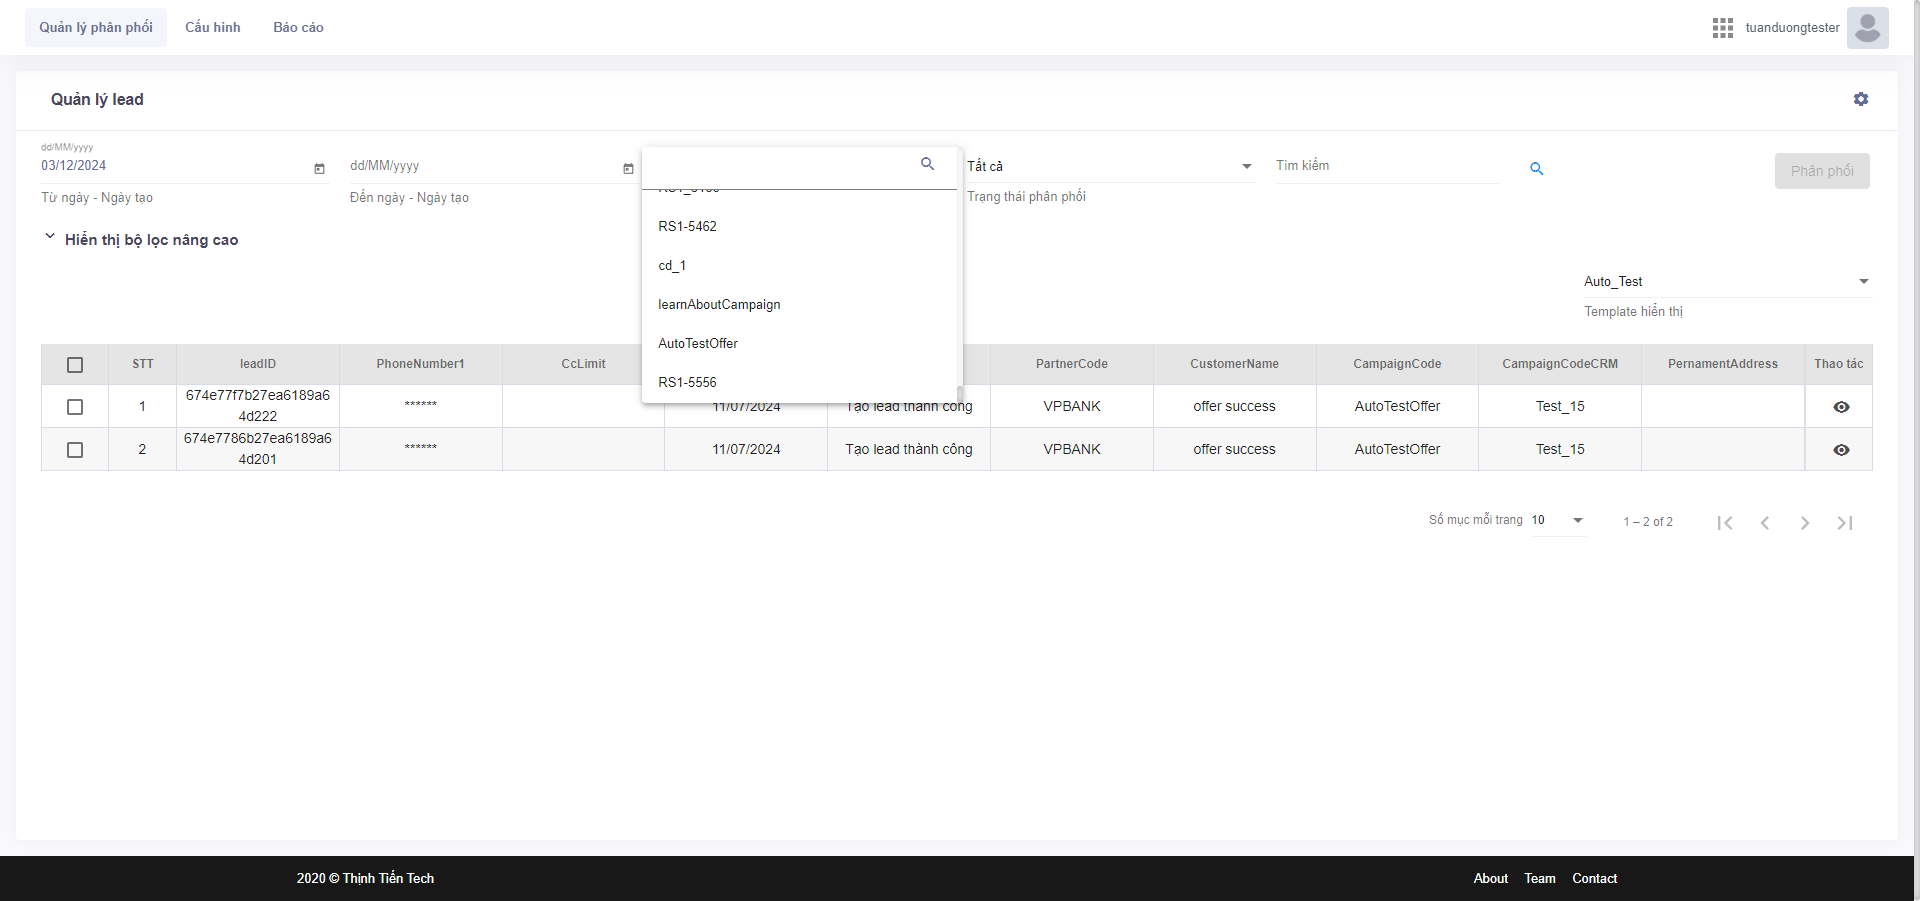 Quản lý phân phối Cấu hình Báo cáo tuanduongtester
Quản lý lead
dd/MM/yyyy
03/12/2024 dd/MM/yyyy Tất cả Tìm kiếm Phân phối
Từ ngày - Ngày tạo Đến ngày - Ngày tạo Trạng thái phân phối
RS1-5462
Hiển thị bộ lọc nâng cao
cd_1
Auto_Test
learnAboutCampaign
Template hiển thị
AutoTestOffer
STT leadID PhoneNumber1 CcLimit PartnerCode CustomerName CampaignCode CampaignCodeCRM PernamentAddress Thao tác
RS1-5556
1 674e77f7b27ea6189a6 ****** 11/07/2024 Tạo lead thành công VPBANK offer success AutoTestOffer Test_15
4d222
2 674e7786b27ea6189a6 ****** 11/07/2024 Tạo lead thành công VPBANK offer success AutoTestOffer Test_15
4d201
Số mục mỗi trang 10 1 – 2 of 2
2020 © Thịnh Tiến Tech About Team Contact